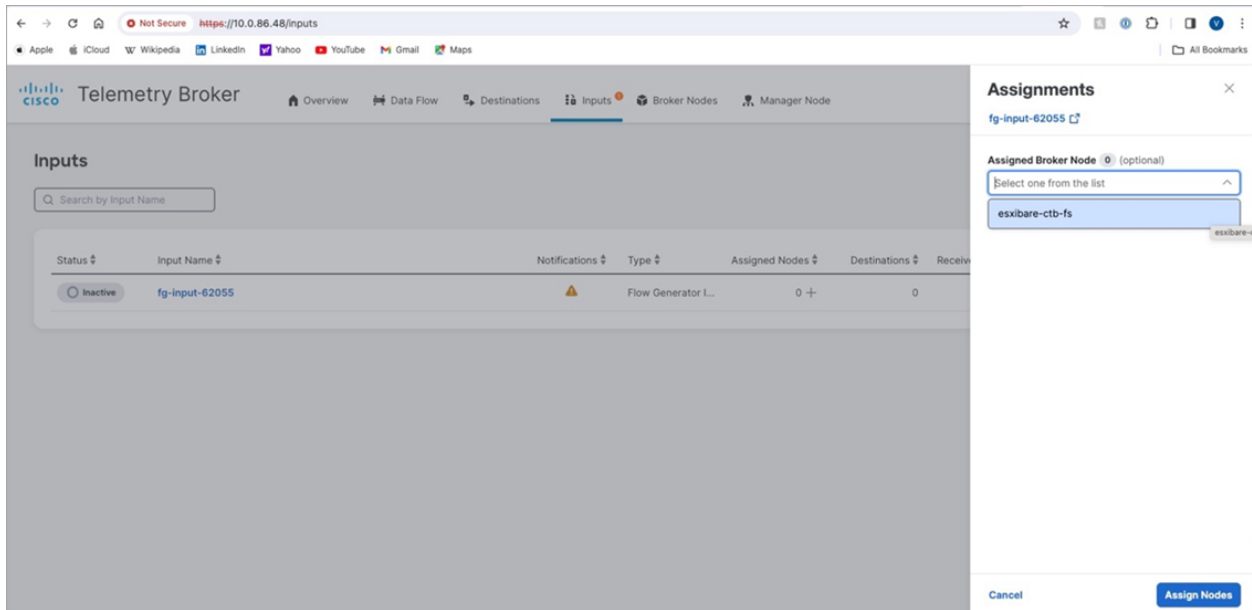 Not Secure https://10.0.86.48/inputs
Apple iCloud W Wikipedia in LinkedIn Yahoo YouTube Gmail Maps All Bookmarks
CISCO Telemetry Broker
Overview Data Flow Destinations Inputs Broker Nodes Manager Node
Inputs
Search by Input Name
Status Input Name Notifications Type Assigned Nodes Destinations Receive
Inactive fg-input-62055 Flow Generator I... 0 + 0
Assignments
fg-input-62055
Assigned Broker Node 0 (optional)
Select one from the list
esxibare-ctb-fs
esxibare-
Cancel Assign Nodes